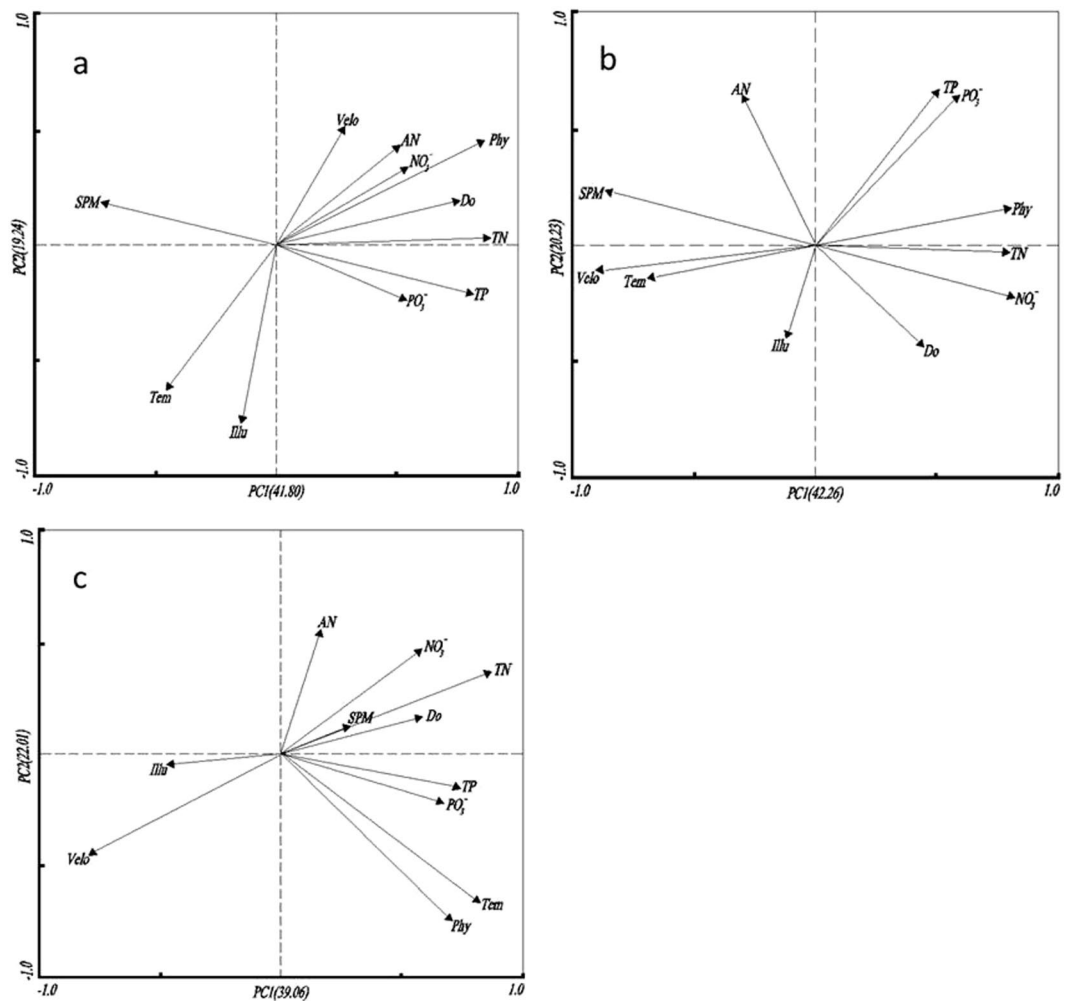 a
1.0
PC2(19.24)
-1.0
-1.0
PC1(41.80)
1.0
Velo
AN
Phy
NO₃⁻
SPM
Do
TN
PO₃⁻
TP
Tem
Illu
b
1.0
PC2(20.23)
-1.0
-1.0
PC1(42.26)
1.0
AN
TP
PO₃⁻
SPM
Phy
TN
Velo
Tem
NO₃⁻
Illu
Do
c
1.0
PC2(22.01)
-1.0
-1.0
PC1(39.06)
1.0
AN
NO₃⁻
TN
SPM
Do
Illu
TP
PO₃⁻
Velo
Tem
Phy